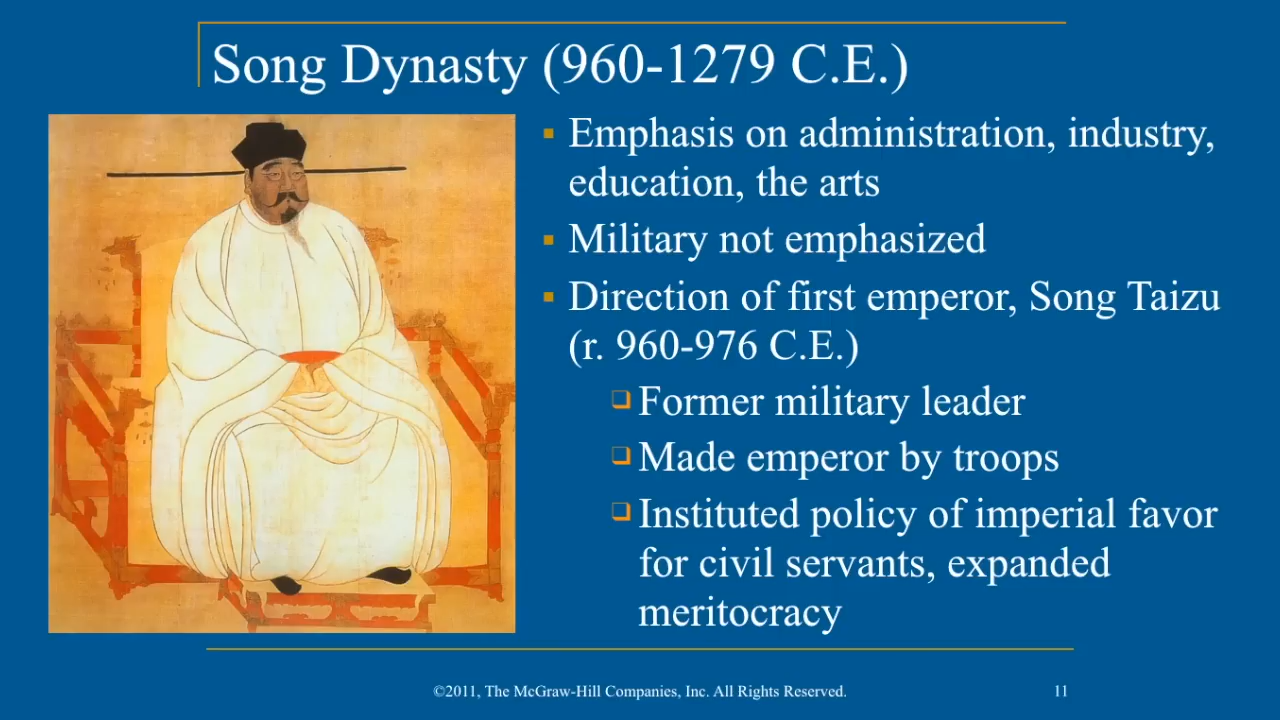 Song Dynasty (960-1279 C.E.)
Emphasis on administration, industry,
education, the arts
Military not emphasized
Direction of first emperor, Song Taizu
(r. 960-976 C.E.)
Former military leader
Made emperor by troops
Instituted policy of imperial favor
for civil servants, expanded
meritocracy
©2011, The McGraw-Hill Companies, Inc. All Rights Reserved.
11